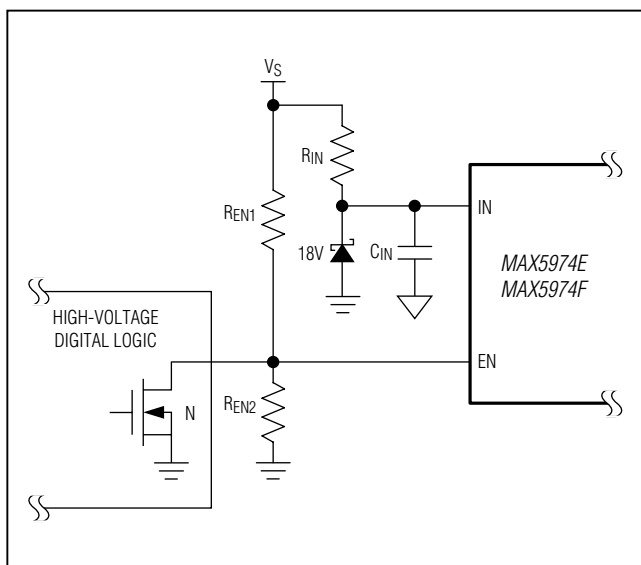 VS
RIN
REN1
IN
18V
CIN
MAX5974E
MAX5974F
HIGH-VOLTAGE
DIGITAL LOGIC
EN
N
REN2